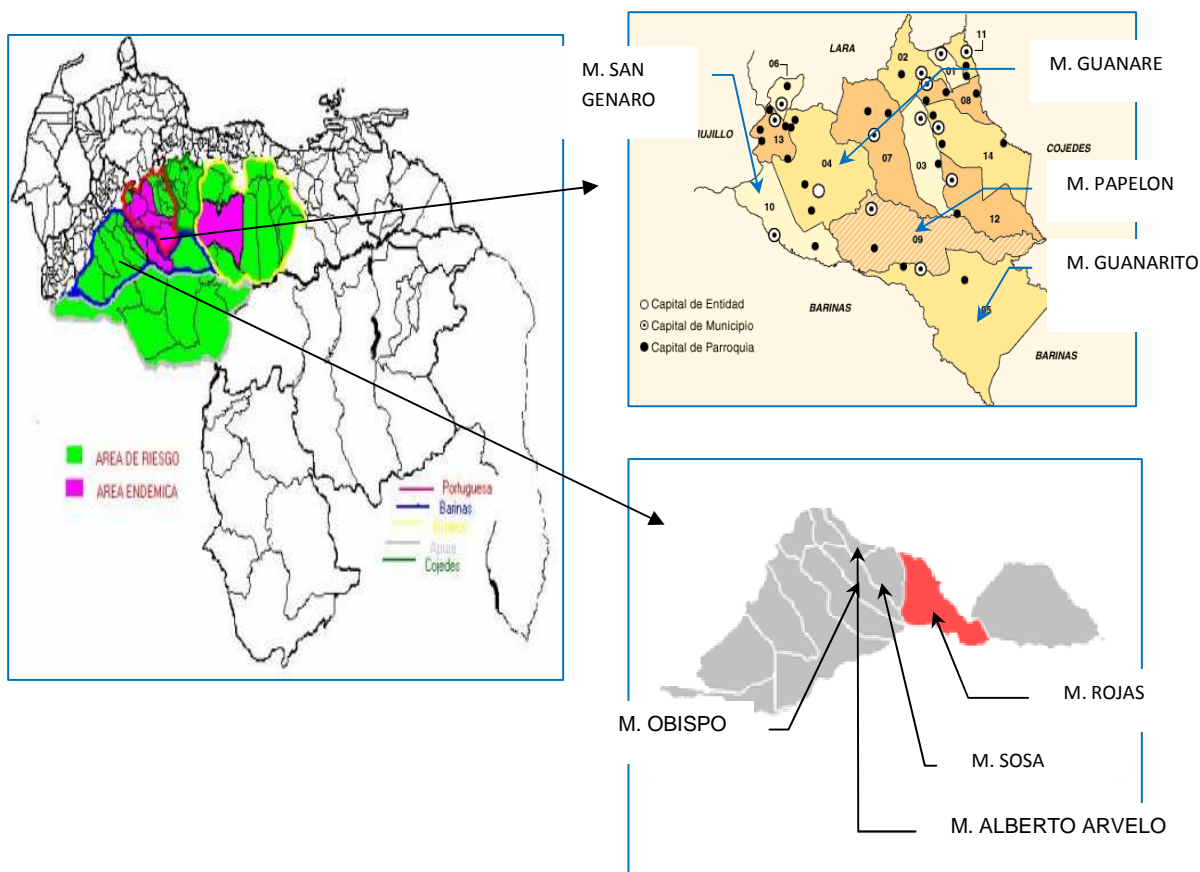 AREA DE RIESGO
AREA ENDEMICA
Portuguesa
Barinas
Apure
Cojedes
M. SAN
GENARO
LARA
11
06
02
01
08
RUJILLO
13
04
07
03
14
COJEDES
10
12
09
05
BARINAS
BARINAS
Capital de Entidad
Capital de Municipio
Capital de Parroquia
M. GUANARE
M. PAPELON
M. GUANARITO
M. OBISPO
M. ROJAS
M. SOSA
M. ALBERTO ARVELO